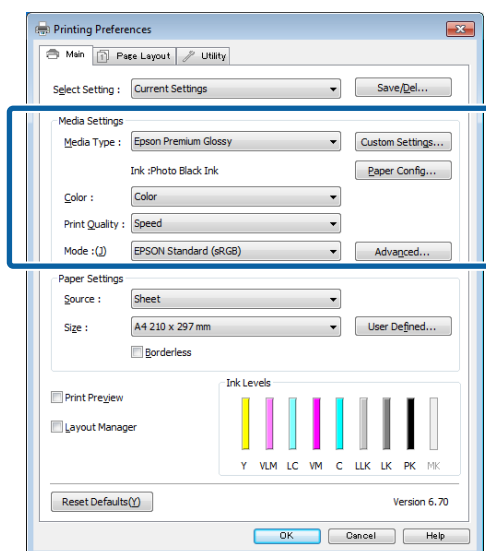 Printing Preferences
Main Page Layout Utility
Select Setting : Current Settings Save/Del...
Media Settings
Media Type : Epson Premium Glossy Custom Settings...
Ink :Photo Black Ink Paper Config...
Color : Color
Print Quality : Speed
Mode :(J) EPSON Standard (sRGB) Advanced...
Paper Settings
Source : Sheet
Size : A4 210 x 297 mm User Defined...
Borderless
Ink Levels
Print Preview
Layout Manager
Y VLM LC VM C LLK LK PK MK
Reset Defaults(Y) Version 6.70
OK Cancel Help